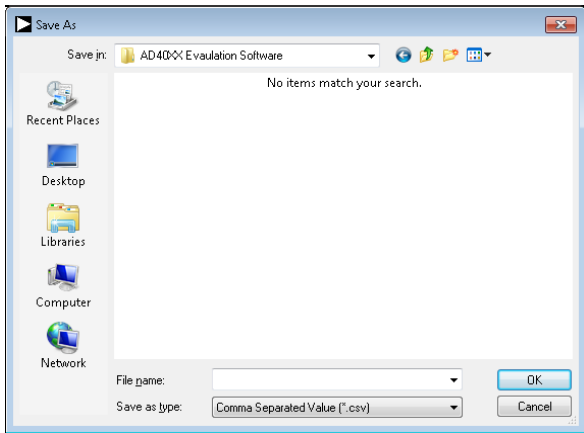 Save As
Save in: AD40XX Evaulation Software
No items match your search.
Recent Places
Desktop
Libraries
Computer
Network
File name: OK
Save as type: Comma Separated Value (*.csv) Cancel